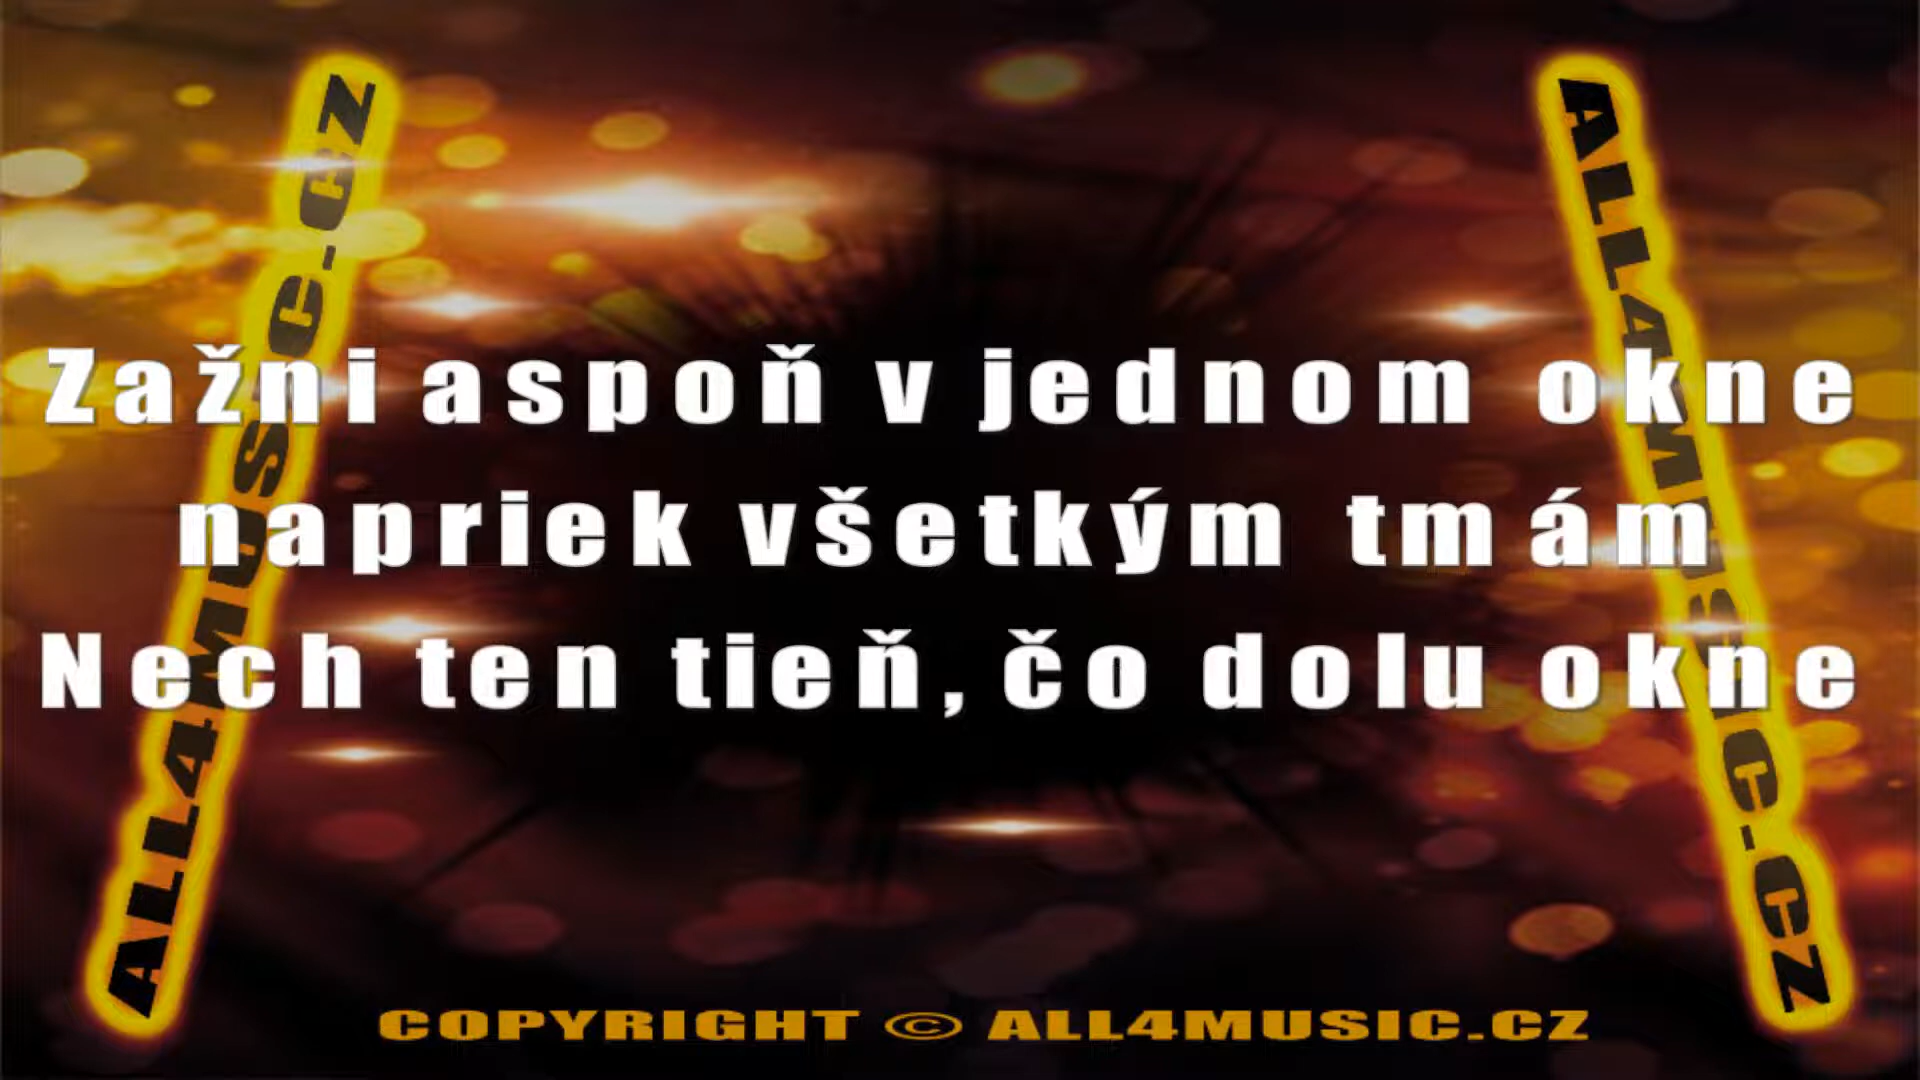 ALL4MUSIC.CZ
ALL4MUSIC.CZ
Zažni aspoň v jednom okne
napriek všetkým tmám
Nech ten tieň, čo dolu okne
COPYRIGHT © ALL4MUSIC.CZ